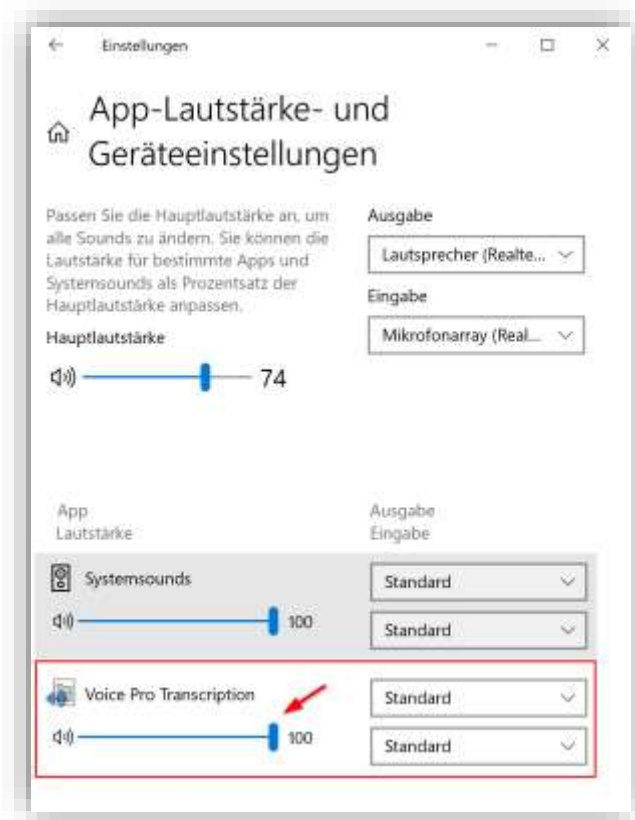 Einstellungen
App-Lautstärke- und
Geräteeinstellungen
Passen Sie die Hauptlautstärke an, um
alle Sounds zu ändern. Sie können die
Lautstärke für bestimmte Apps und
Systemsounds als Prozentsatz der
Hauptlautstärke anpassen.
Hauptlautstärke
74
Ausgabe
Lautsprecher (Realte...
Eingabe
Mikrofonarray (Real...
App
Lautstärke
Ausgabe
Eingabe
Systemsounds
100
Standard
Standard
Voice Pro Transcription
100
Standard
Standard